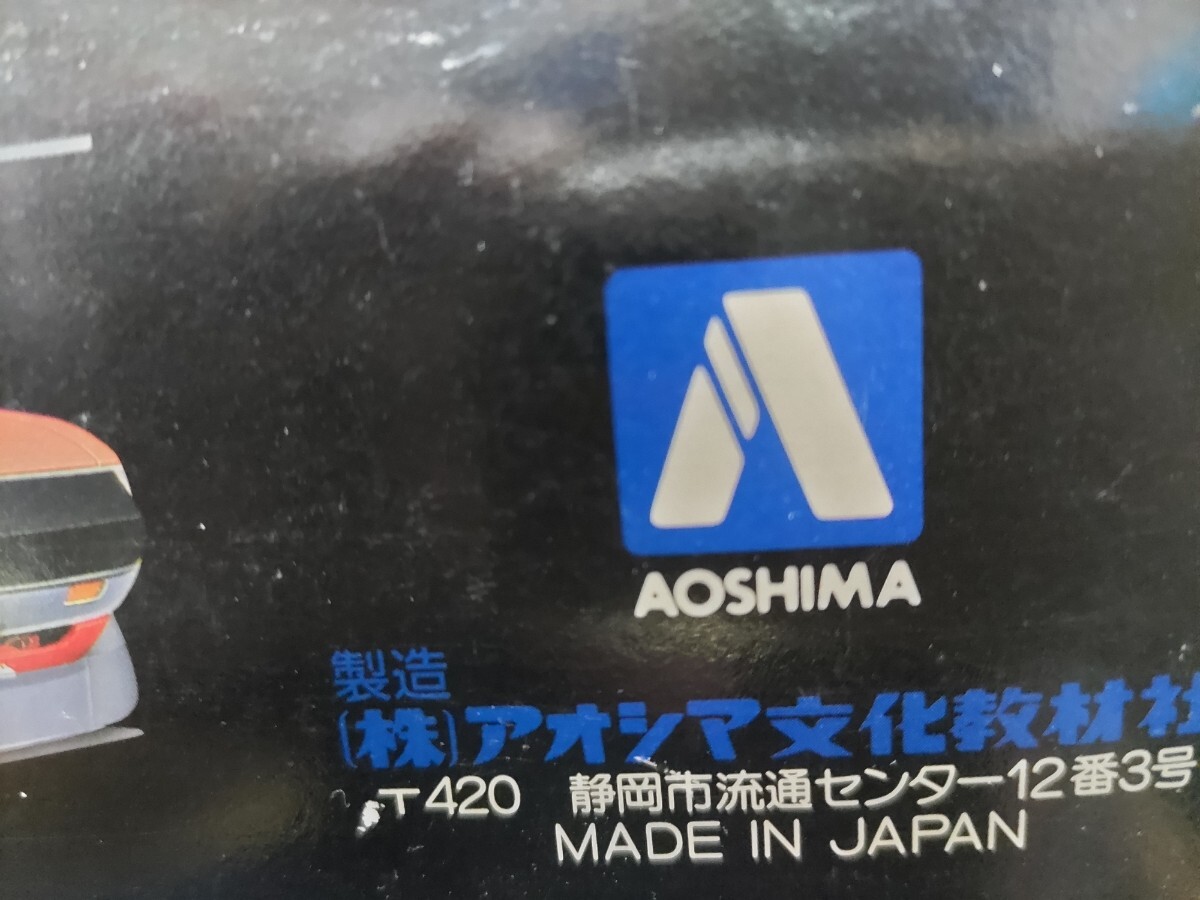 AOSHIMA
製造
(株)アオシマ文化教材社
〒420 静岡市流通センター12番3号
MADE IN JAPAN